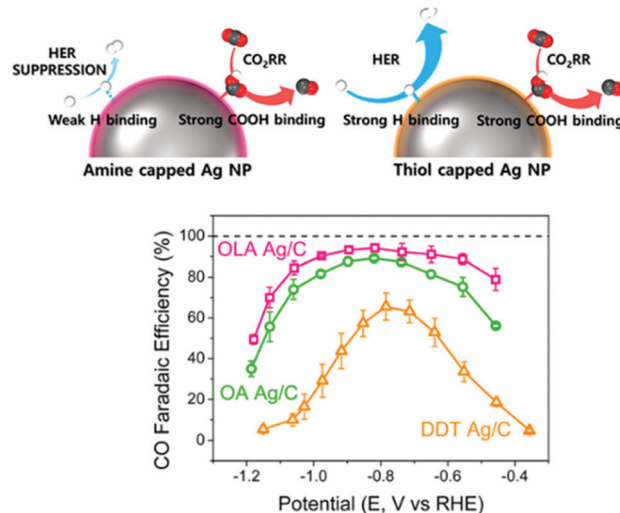 HER
SUPPRESSION
CO₂RR
Weak H binding
Strong COOH binding
Amine capped Ag NP
HER
CO₂RR
Strong H binding
Strong COOH binding
Thiol capped Ag NP
CO Faradaic Efficiency (%)
100
80
60
40
20
0
OLA Ag/C
OA Ag/C
DDT Ag/C
-1.2 -1.0 -0.8 -0.6 -0.4
Potential (E, V vs RHE)